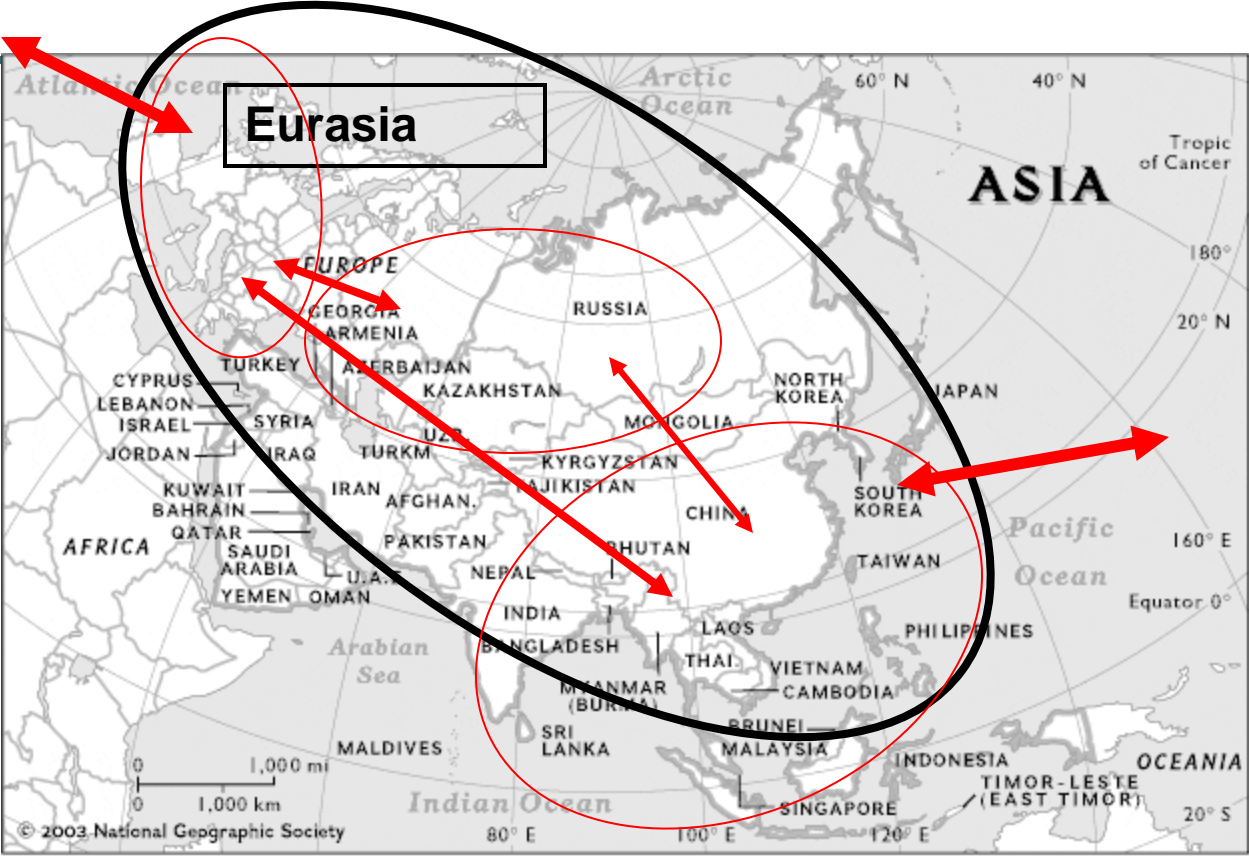 Atlantic Ocean
Eurasia
Arctic
Ocean
60° N
40° N
Tropic
of Cancer
ASIA
180°
EUROPE
RUSSIA
GEORGIA
ARMENIA
20° N
TURKEY
AZERBAIJAN
CYPRUS
KAZAKHSTAN
NORTH
KOREA
JAPAN
LEBANON
ISRAEL
SYRIA
MONGOLIA
UZB.
JORDAN
IRAQ
TURKM.
KYRGYZSTAN
TAJIKISTAN
KUWAIT
IRAN
AFGHAN.
SOUTH
KOREA
BAHRAIN
CHINA
QATAR
Pacific
Ocean
160° E
AFRICA
SAUDI
ARABIA
PAKISTAN
BHUTAN
TAIWAN
U.A.E.
NEPAL
YEMEN
OMAN
INDIA
Equator 0°
LAOS
PHILIPPINES
Arabian
Sea
BANGLADESH
THAI.
VIETNAM
MYANMAR
(BURMA)
CAMBODIA
SRI
LANKA
BRUNEI
MALDIVES
MALAYSIA
INDONESIA
OCEANIA
0 1,000 mi
0 1,000 km
TIMOR-LESTE
(EAST TIMOR)
Indian Ocean
SINGAPORE
20° S
© 2003 National Geographic Society
80° E
100° E
120° E